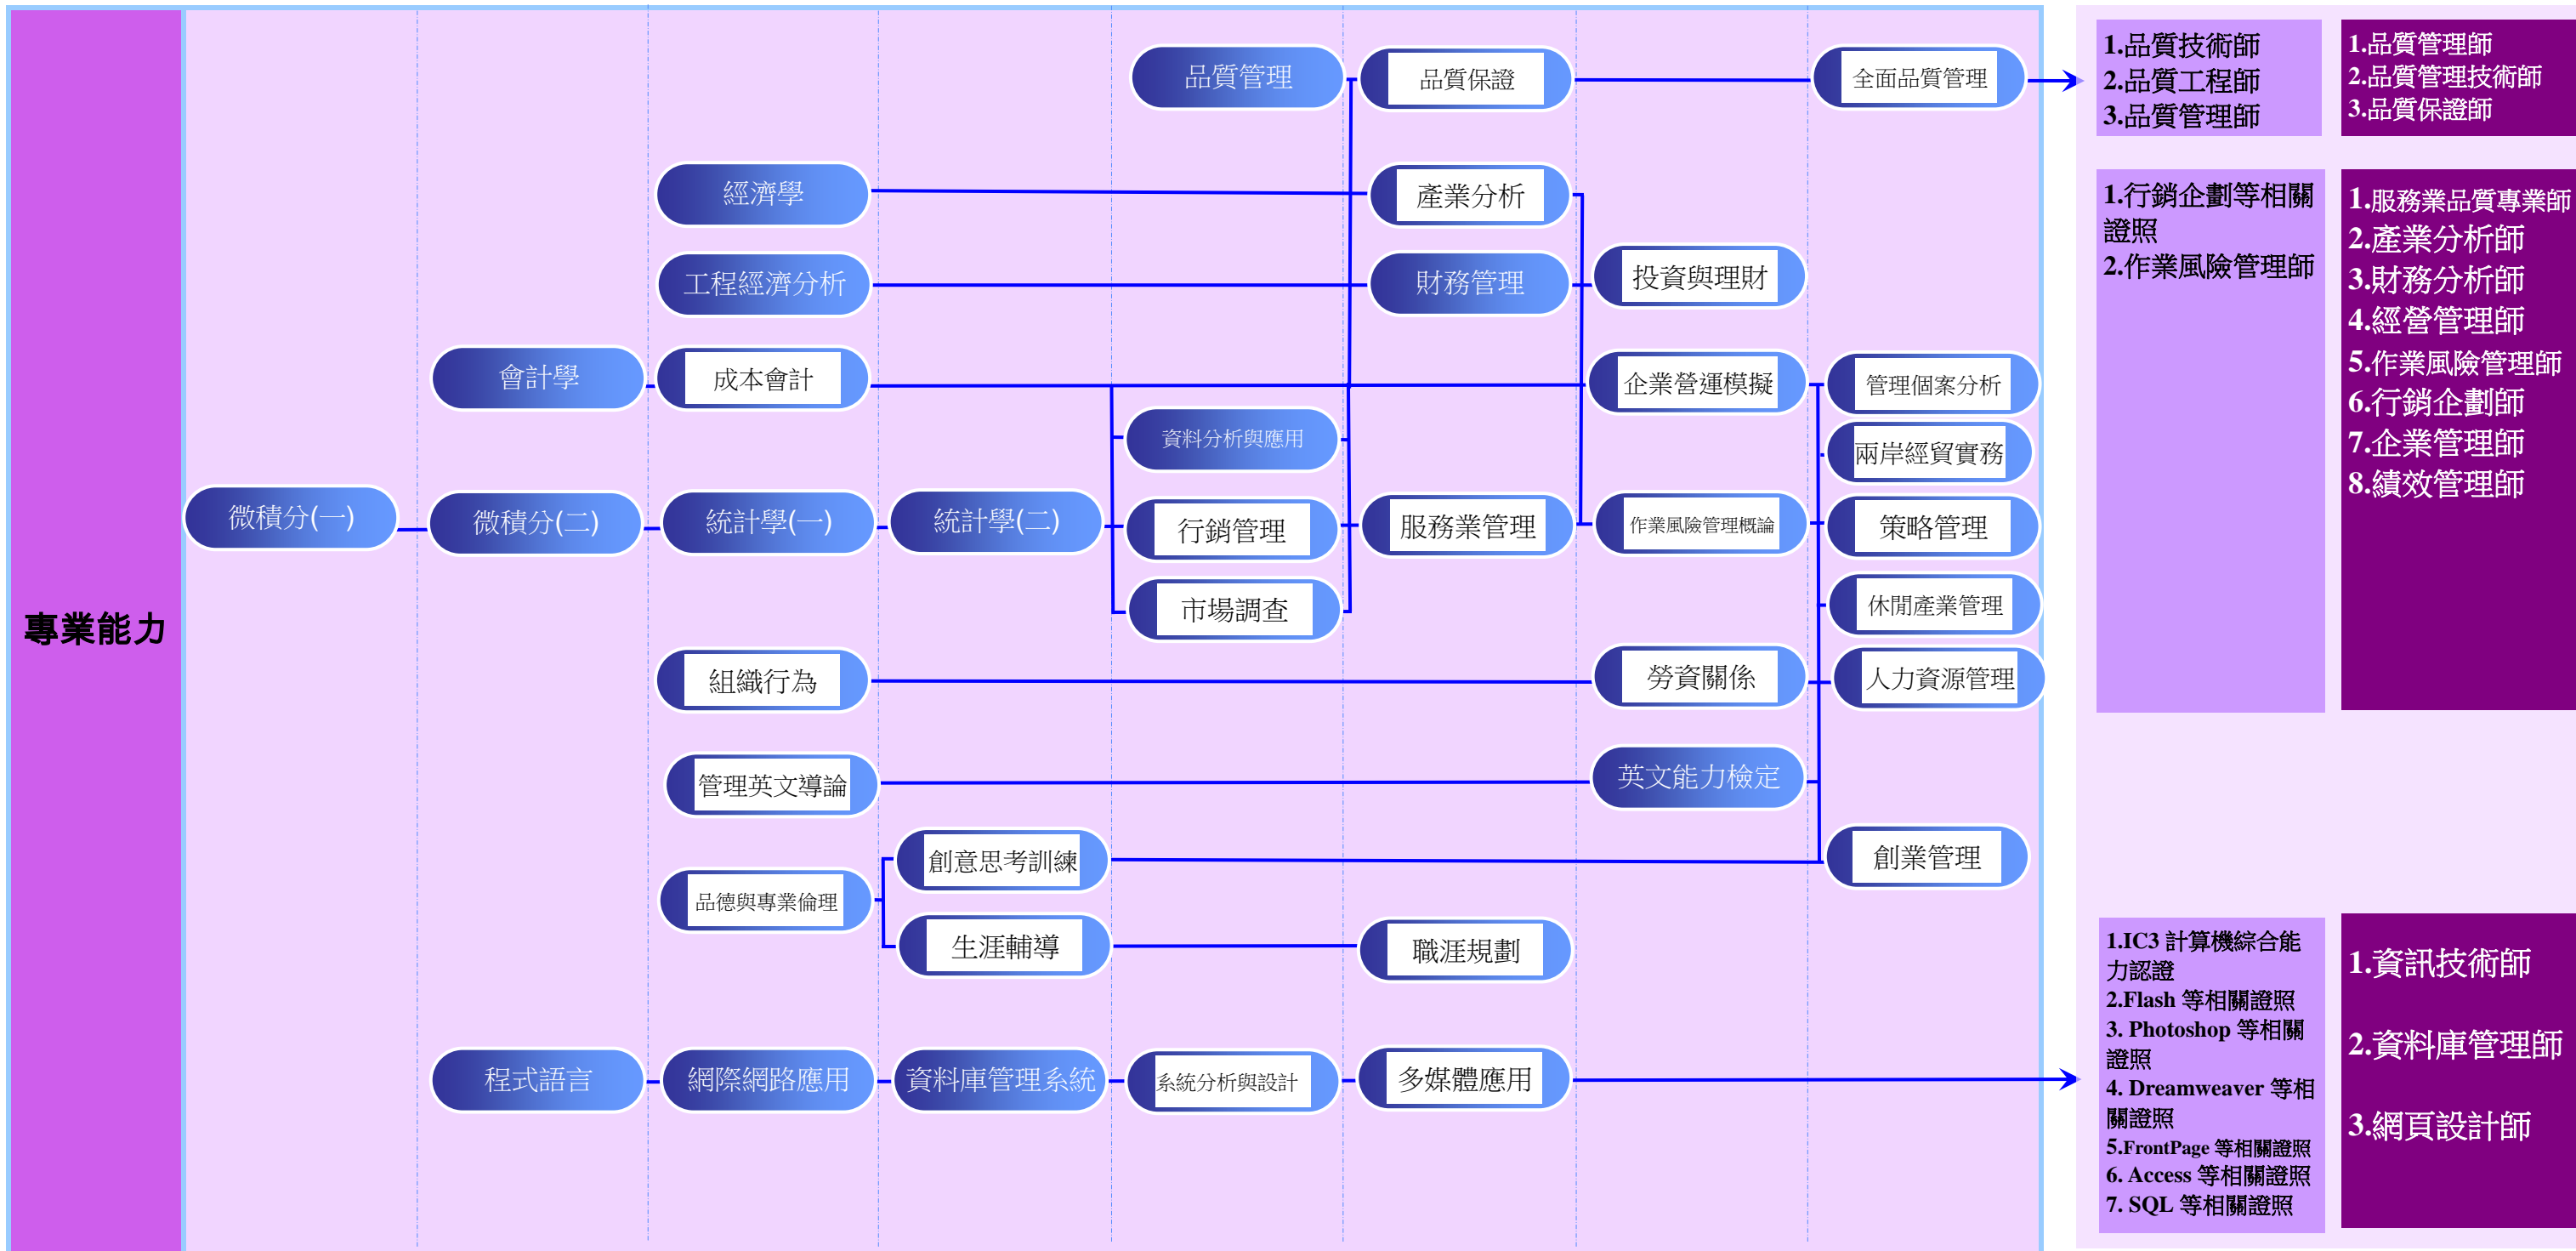 專業能力
品質管理
品質保證
全面品質管理
經濟學
產業分析
工程經濟分析
財務管理
投資與理財
會計學
成本會計
企業營運模擬
管理個案分析
資料分析與應用
兩岸經貿實務
微積分(一)
微積分(二)
統計學(一)
統計學(二)
行銷管理
服務業管理
作業風險管理概論
策略管理
市場調查
休閒產業管理
組織行為
勞資關係
人力資源管理
管理英文導論
英文能力檢定
創意思考訓練
創業管理
品德與專業倫理
生涯輔導
職涯規劃
程式語言
網際網路應用
資料庫管理系統
系統分析與設計
多媒體應用
1.品質技術師
2.品質工程師
3.品質管理師
1.品質管理師
2.品質管理技術師
3.品質保證師
1.行銷企劃等相關
證照
2.作業風險管理師
1.服務業品質專業師
2.產業分析師
3.財務分析師
4.經營管理師
5.作業風險管理師
6.行銷企劃師
7.企業管理師
8.績效管理師
1.IC3 計算機綜合能
力認證
2.Flash 等相關證照
3. Photoshop 等相關
證照
4. Dreamweaver 等相
關證照
5.FrontPage 等相關證照
6. Access 等相關證照
7. SQL 等相關證照
1.資訊技術師
2.資料庫管理師
3.網頁設計師